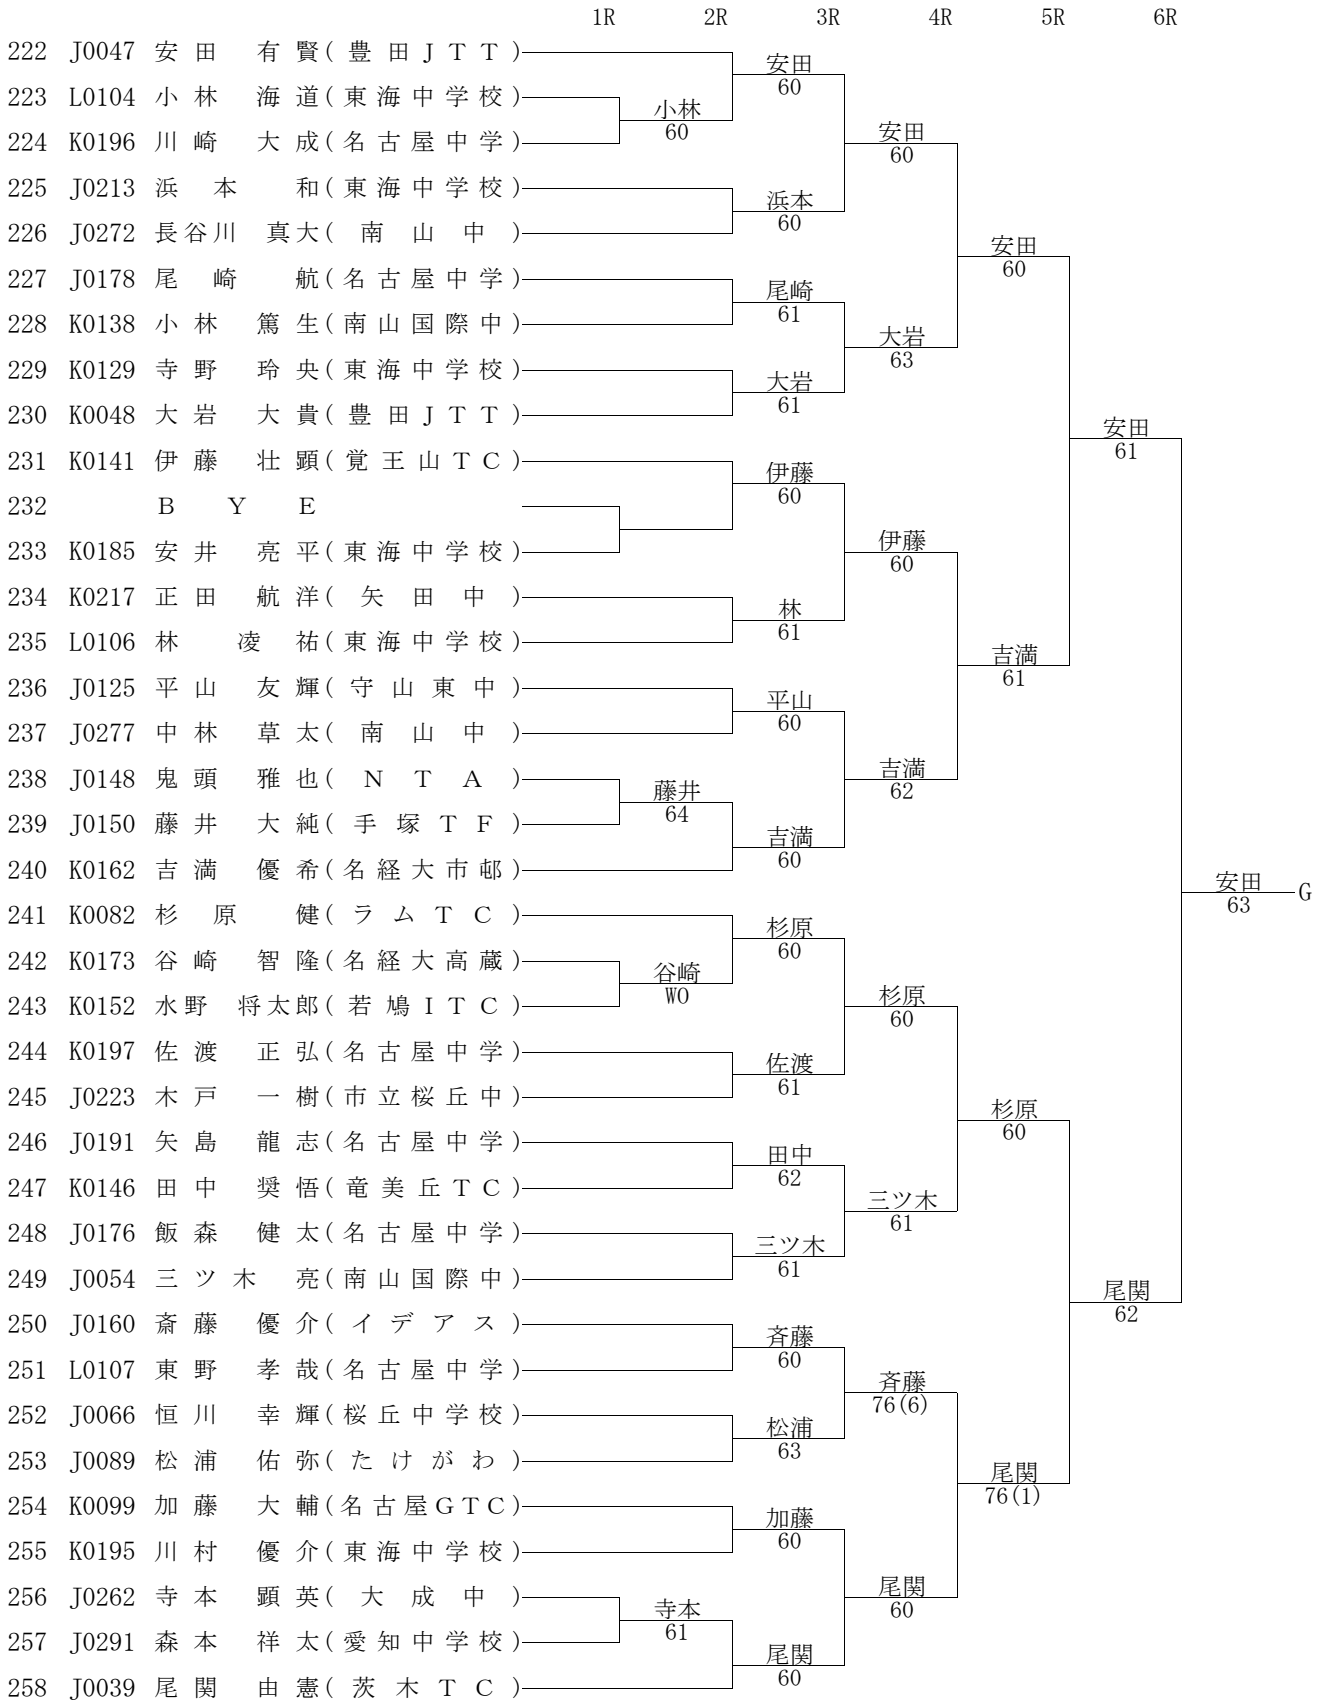 1R 2R 3R 4R 5R 6R
222 J0047 安田 有賢(豊田JTT)
安田
60
223 L0104 小林 海道(東海中学校)
小林
60
224 K0196 川崎 大成(名古屋中学)
安田
60
225 J0213 浜本 和(東海中学校)
浜本
60
226 J0272 長谷川 真大(南山中)
安田
60
227 J0178 尾崎 航(名古屋中学)
尾崎
61
228 K0138 小林 篤生(南山国際中)
大岩
63
229 K0129 寺野 玲央(東海中学校)
大岩
61
230 K0048 大岩 大貴(豊田JTT)
安田
61
231 K0141 伊藤 壮顕(覚王山TC)
伊藤
60
232 BYE
233 K0185 安井 亮平(東海中学校)
伊藤
60
234 K0217 正田 航洋(矢田中)
林
61
235 L0106 林 凌祐(東海中学校)
吉満
61
236 J0125 平山 友輝(守山東中)
平山
60
237 J0277 中林 草太(南山中)
吉満
62
238 J0148 鬼頭 雅也(NTA)
藤井
64
239 J0150 藤井 大純(手塚TF)
吉満
60
240 K0162 吉満 優希(名経大市邨)
安田 G
63
241 K0082 杉原 健(ラムTC)
杉原
60
242 K0173 谷崎 智隆(名経大高蔵)
谷崎
WO
243 K0152 水野 将太郎(若鳩ITC)
杉原
60
244 K0197 佐渡 正弘(名古屋中学)
佐渡
61
245 J0223 木戸 一樹(市立桜丘中)
杉原
60
246 J0191 矢島 龍志(名古屋中学)
田中
62
247 K0146 田中 奨悟(竜美丘TC)
三ツ木
61
248 J0176 飯森 健太(名古屋中学)
三ツ木
61
249 J0054 三ツ木 亮(南山国際中)
尾関
62
250 J0160 斎藤 優介(イデアス)
斉藤
60
251 L0107 東野 孝哉(名古屋中学)
斉藤
76(6)
252 J0066 恒川 幸輝(桜丘中学校)
松浦
63
253 J0089 松浦 佑弥(たけがわ)
尾関
76(1)
254 K0099 加藤 大輔(名古屋GTC)
加藤
60
255 K0195 川村 優介(東海中学校)
尾関
60
256 J0262 寺本 顕英(大成中)
寺本
61
257 J0291 森本 祥太(愛知中学校)
尾関
60
258 J0039 尾関 由憲(茨木TC)